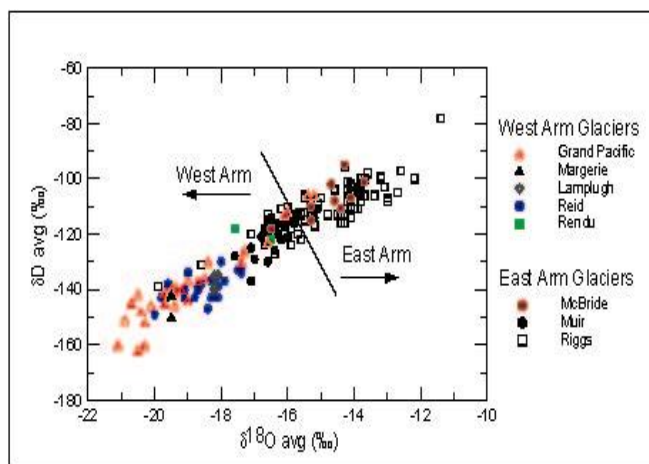 -60
-80
-100
-120
-140
-160
-180
δD avg (‰)
-22
-20
-18
-16
-14
-12
-10
δ18O avg (‰)
West Arm
East Arm
West Arm Glaciers
Grand Pacific
Margerie
Lamplugh
Reid
Rendu
East Arm Glaciers
McBride
Muir
Riggs